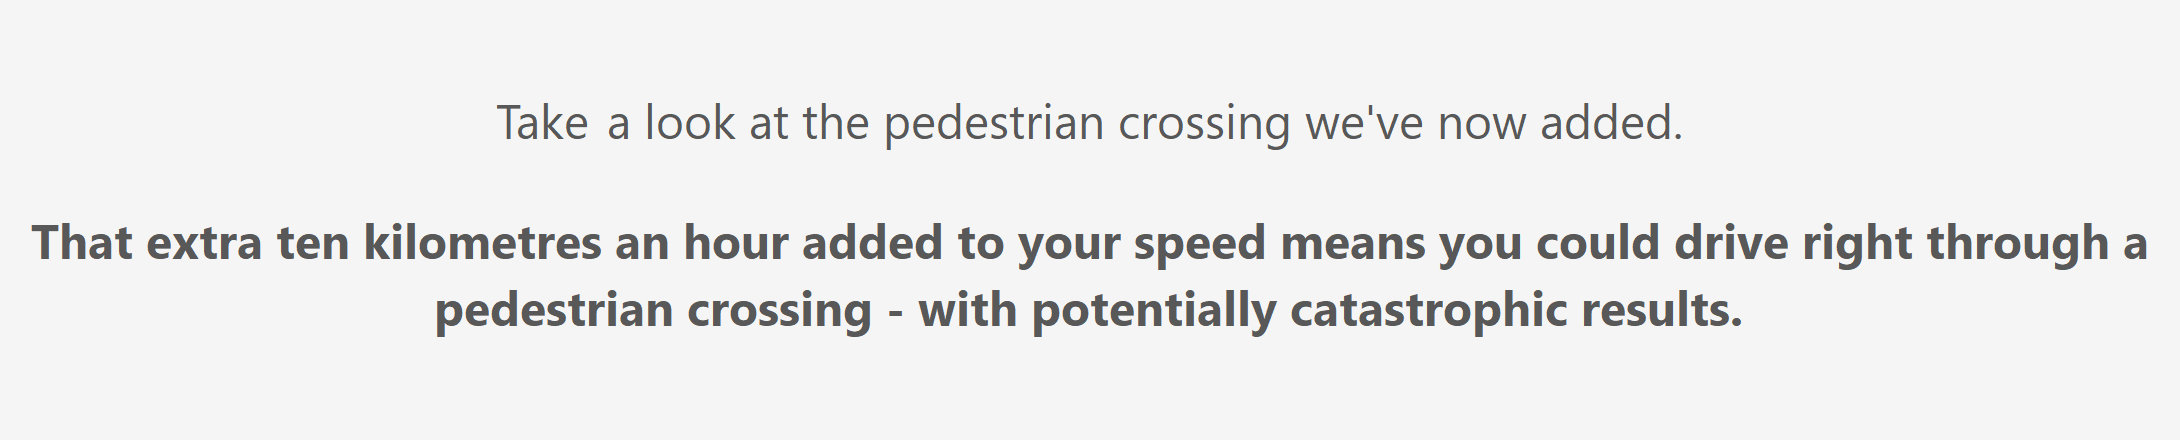 Take a look at the pedestrian crossing we've now added.
That extra ten kilometres an hour added to your speed means you could drive right through a
pedestrian crossing - with potentially catastrophic results.